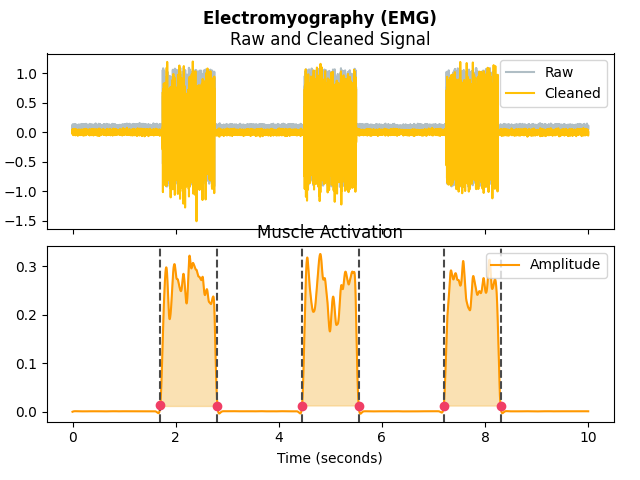 Electromyography (EMG)
Raw and Cleaned Signal
1.0
0.5
0.0
−0.5
−1.0
−1.5
Raw
Cleaned
Muscle Activation
0.3
0.2
0.1
0.0
Amplitude
0 2 4 6 8 10
Time (seconds)